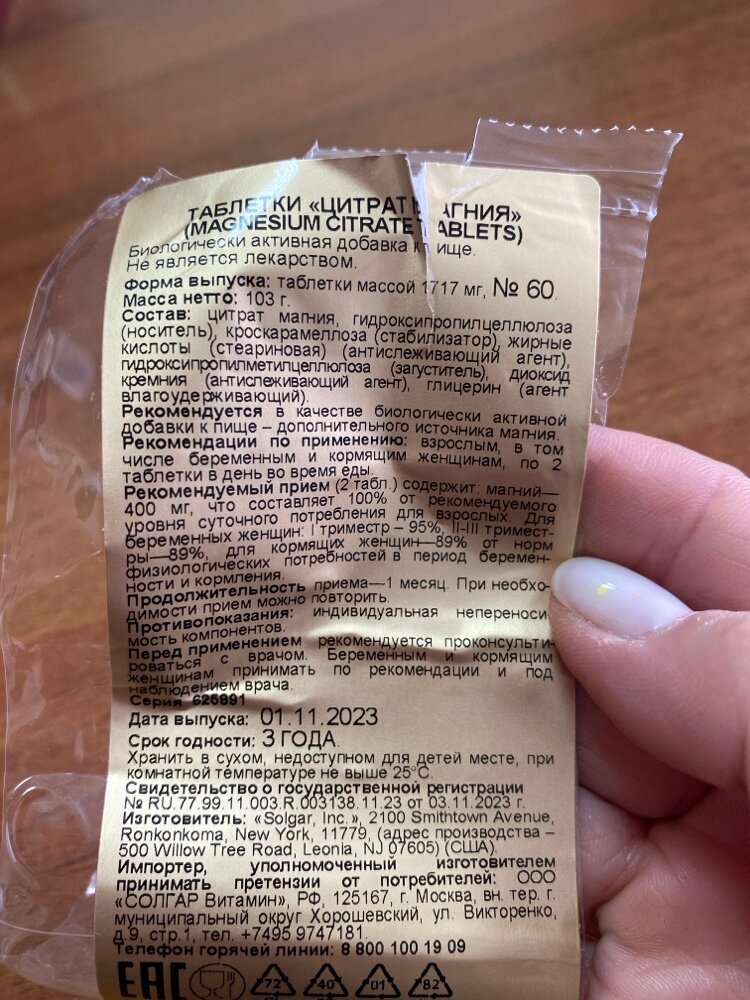 ТАБЛЕТКИ «ЦИТРАТ АГНИЯ»
(MAGNESIUM CITRATE ABLETS)
Биологически активная добавка к ище.
Не является лекарством.
Форма выпуска: таблетки массой 1717 мг, № 60.
Масса нетто: 103 г.
Состав: цитрат магния, гидроксипропилцеллюлоза
(носитель), кроскарамеллоза (стабилизатор), жирные
кислоты (стеариновая) (антислеживающий агент),
гидроксипропилметилцеллюлоза (загуститель), диоксид
кремния (антислеживающий агент), глицерин (агент
влагоудерживающий).
Рекомендуется в качестве биологически активной
добавки к пище – дополнительного источника магния.
Рекомендации по применению: взрослым, в том
числе беременным и кормящим женщинам, по 2
таблетки в день во время еды.
Рекомендуемый прием (2 табл.) содержит: магний—
400 мг, что составляет 100% от рекомендуемого
уровня суточного потребления для взрослых. Для
беременных женщин: I триместр – 95%, II-III тримест-
ры—89%, для кормящих женщин—89% от норм
физиологических потребностей в период беремен-
ности и кормления.
Продолжительность приема—1 месяц. При необхо-
димости прием можно повторить.
Противопоказания: индивидуальная непереноси-
мость компонентов.
Перед применением рекомендуется проконсульти-
роваться с врачом. Беременным и кормящим
женщинам принимать по рекомендации и под
наблюдением врача.
Серия 625891
Дата выпуска: 01.11.2023
Срок годности: 3 ГОДА.
Хранить в сухом, недоступном для детей месте, при
комнатной температуре не выше 25°С.
Свидетельство о государственной регистрации
№ RU.77.99.11.003.R.003138.11.23 от 03.11.2023 г.
Изготовитель: «Solgar, Inc.», 2100 Smithtown Avenue,
Ronkonkoma, New York, 11779, (адрес производства –
500 Willow Tree Road, Leonia, NJ 07605) (США).
Импортер, уполномоченный изготовителем
принимать претензии от потребителей: ООО
«СОЛГАР Витамин», РФ, 125167, г. Москва, вн. тер. г.
муниципальный округ Хорошевский, ул. Викторенко,
д.9, стр.1, тел. +7495 9747181.
Телефон горячей линии: 8 800 100 19 09
EAC 72 40 01 82